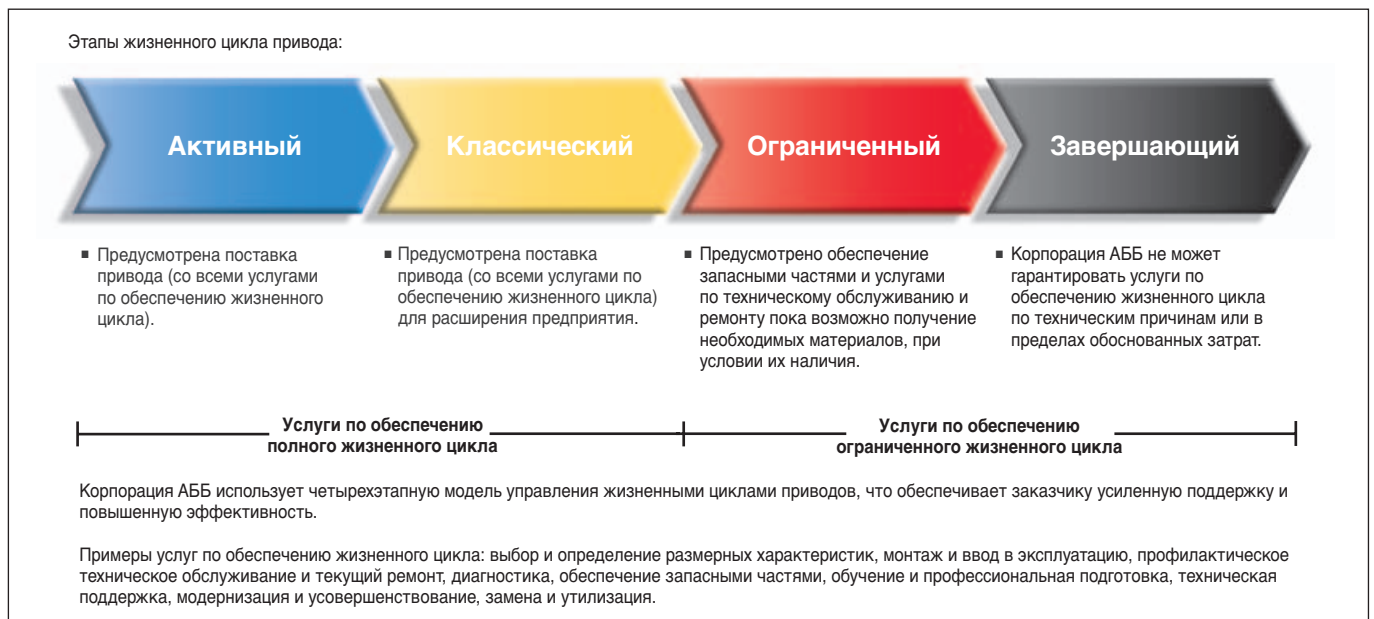 Этапы жизненного цикла привода:
Активный
Классический
Ограниченный
Завершающий
▪ Предусмотрена поставка
привода (со всеми услугами
по обеспечению жизненного
цикла).
▪ Предусмотрена поставка
привода (со всеми услугами по
обеспечению жизненного цикла)
для расширения предприятия.
▪ Предусмотрено обеспечение
запасными частями и услугами
по техническому обслуживанию и
ремонту пока возможно получение
необходимых материалов, при
условии их наличия.
▪ Корпорация АББ не может
гарантировать услуги по
обеспечению жизненного цикла
по техническим причинам или в
пределах обоснованных затрат.
Услуги по обеспечению
полного жизненного цикла
Услуги по обеспечению
ограниченного жизненного цикла
Корпорация АББ использует четырехэтапную модель управления жизненными циклами приводов, что обеспечивает заказчику усиленную поддержку и
повышенную эффективность.
Примеры услуг по обеспечению жизненного цикла: выбор и определение размерных характеристик, монтаж и ввод в эксплуатацию, профилактическое
техническое обслуживание и текущий ремонт, диагностика, обеспечение запасными частями, обучение и профессиональная подготовка, техническая
поддержка, модернизация и усовершенствование, замена и утилизация.